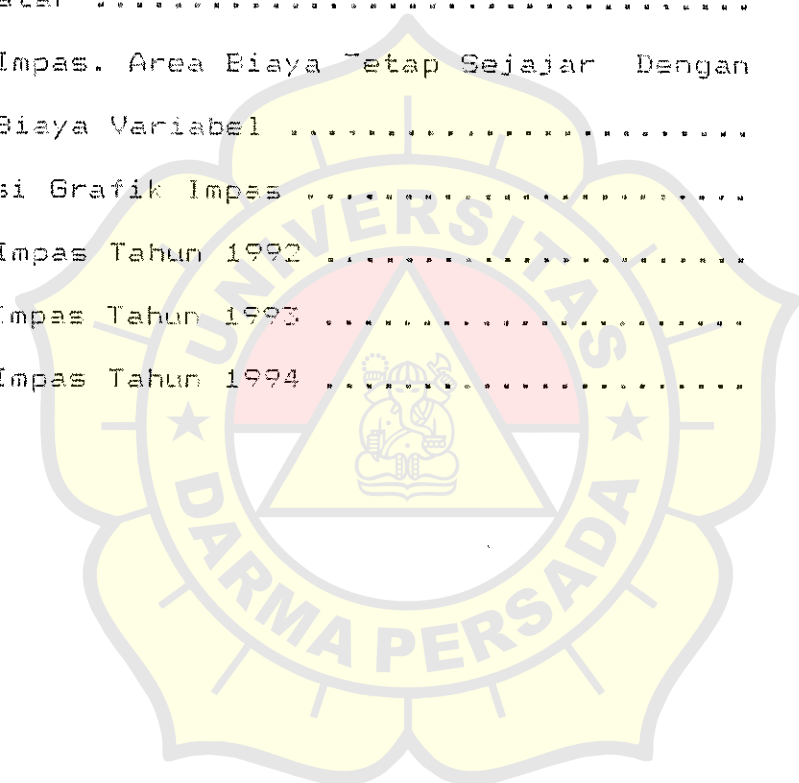 Impas. Area Biaya Tetap Sejajar Dengan
Biaya Variabel ..............................
si Grafik Impas .............................
Impas Tahun 1992 ............................
Impas Tahun 1993 ............................
Impas Tahun 1994 ............................
UNIVERSITAS
DARMA PERSADA